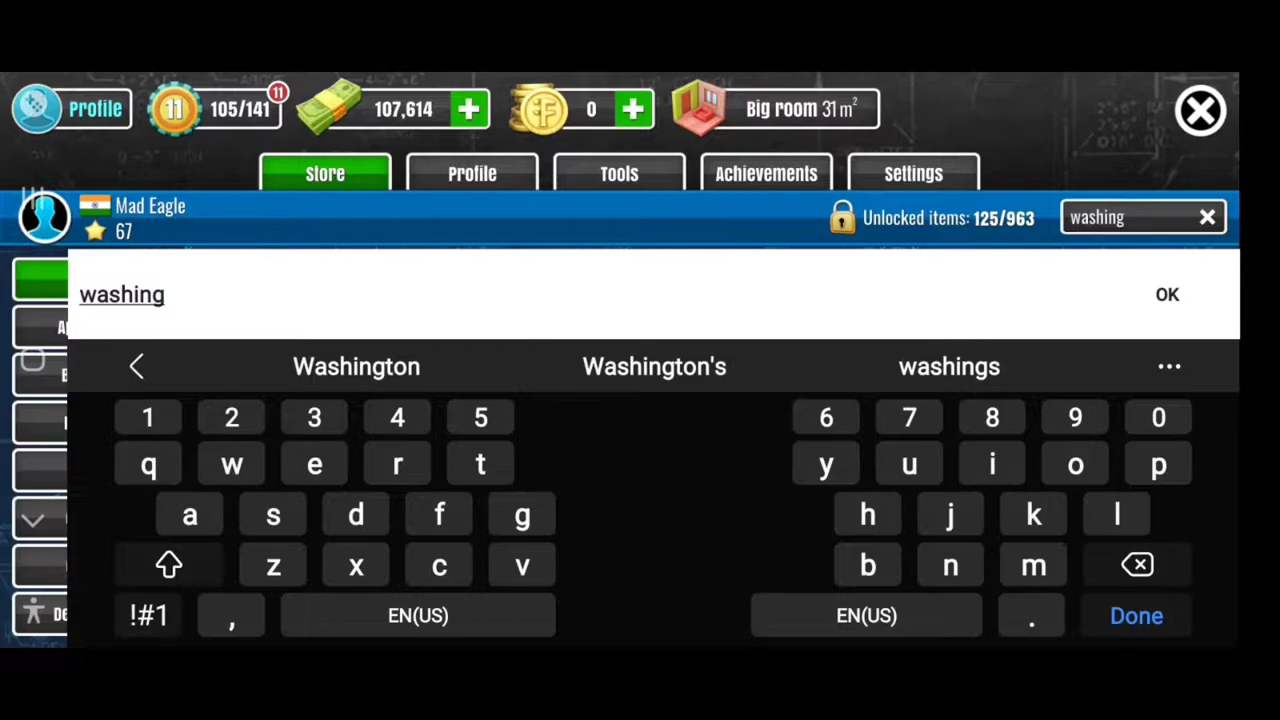 Profile 11 105/141 11 107,614 0 Big room 31 m²
Store Profile Tools Achievements Settings
Mad Eagle
67
Unlocked items: 125/963 washing
washing OK
Washington Washington's washings ...
1 2 3 4 5 6 7 8 9 0
q w e r t y u i o p
a s d f g h j k l
z x c v b n m
!#1 , EN(US) EN(US) . Done